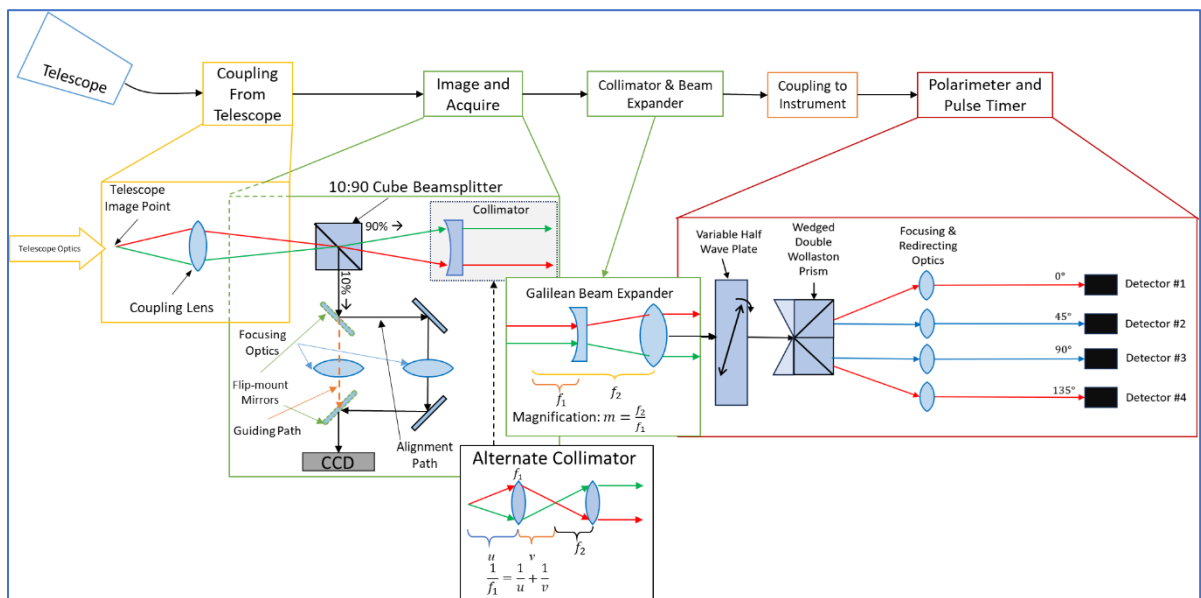 Telescope
Coupling
From
Telescope
Image and
Acquire
Collimator & Beam
Expander
Coupling to
Instrument
Polarimeter and
Pulse Timer
Telescope
Image Point
Telescope Optics
Coupling Lens
10:90 Cube Beamsplitter
90% →
10% →
Collimator
Focusing
Optics
Flip-mount
Mirrors
Guiding Path
Alignment
Path
CCD
Galilean Beam Expander
f₁
f₂
Magnification: m = f₂/f₁
Alternate Collimator
f₁
u
v
f₂
1/f₁ = 1/u + 1/v
Variable Half
Wave Plate
Wedged
Double
Wollaston
Prism
Focusing &
Redirecting
Optics
0°
Detector #1
45°
Detector #2
90°
Detector #3
135°
Detector #4